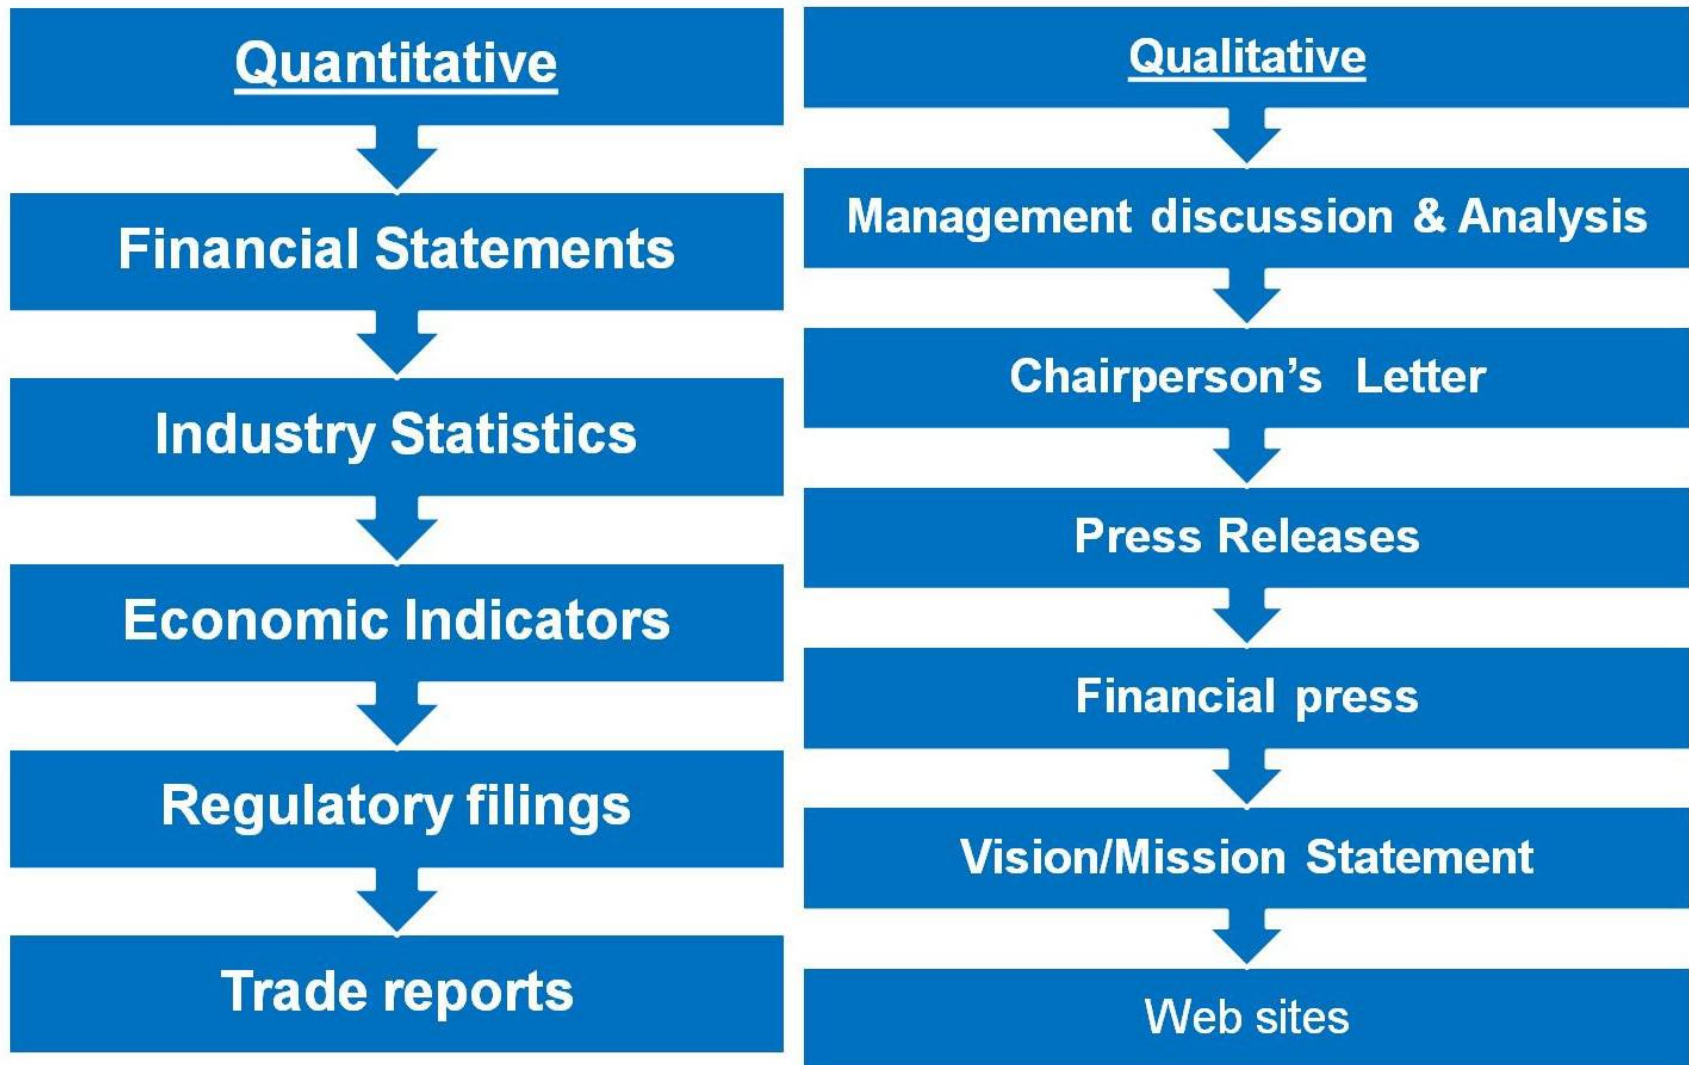 Quantitative
Financial Statements
Industry Statistics
Economic Indicators
Regulatory filings
Trade reports
Qualitative
Management discussion & Analysis
Chairperson’s Letter
Press Releases
Financial press
Vision/Mission Statement
Web sites